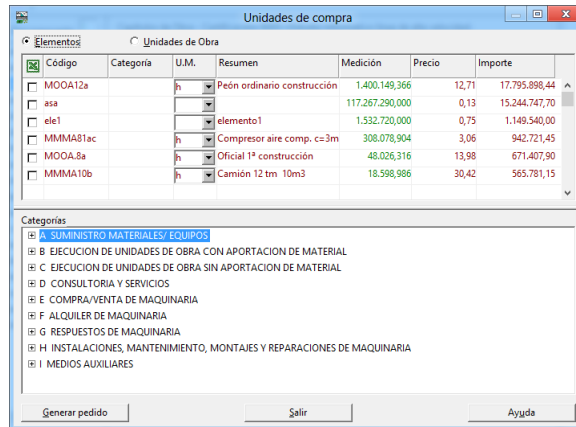 Unidades de compra
Elementos Unidades de Obra
Código Categoría U.M. Resumen Medición Precio Importe
MOOA12a h Peón ordinario construcción 1.400.149,366 12,71 17.795.898,44
asa 117.267.290,000 0,13 15.244.747,70
ele1 elemento1 1.532.720,000 0,75 1.149.540,00
MMMA81ac h Compresor aire comp. c=3m 308.078,904 3,06 942.721,45
MOOA.8a h Oficial 1ª construcción 48.026,316 13,98 671.407,90
MMMA10b h Camión 12 tm 10m3 18.598,986 30,42 565.781,15
Categorías
A SUMINISTRO MATERIALES/ EQUIPOS
B EJECUCION DE UNIDADES DE OBRA CON APORTACION DE MATERIAL
C EJECUCION DE UNIDADES DE OBRA SIN APORTACION DE MATERIAL
D CONSULTORIA Y SERVICIOS
E COMPRA/VENTA DE MAQUINARIA
F ALQUILER DE MAQUINARIA
G RESPUESTOS DE MAQUINARIA
H INSTALACIONES, MANTENIMIENTO, MONTAJES Y REPARACIONES DE MAQUINARIA
I MEDIOS AUXILIARES
Generar pedido Salir Ayuda